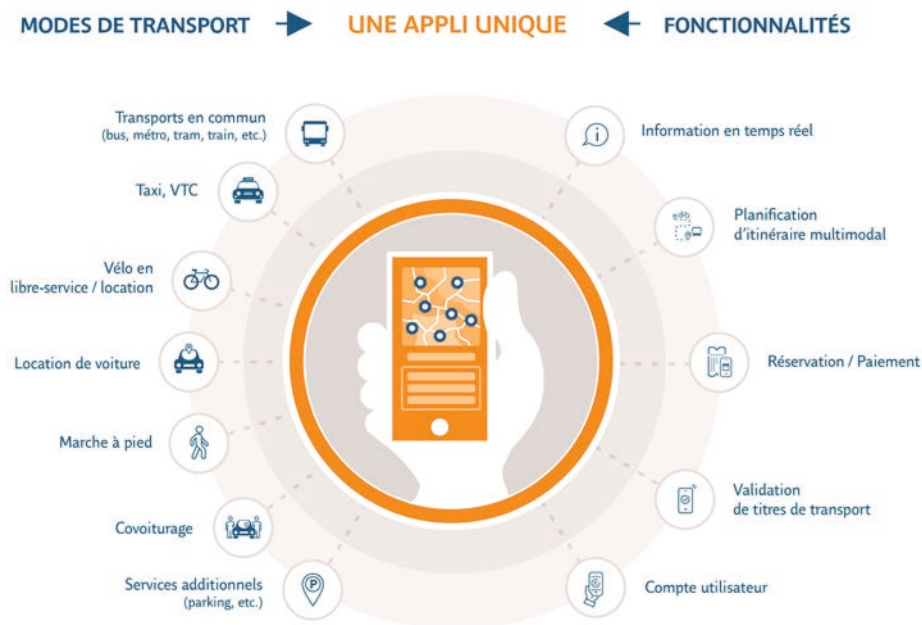 MODES DE TRANSPORT
UNE APPLI UNIQUE
FONCTIONNALITÉS
Transports en commun
(bus, métro, tram, train, etc.)
Taxi, VTC
Vélo en
libre-service / location
Location de voiture
Marche à pied
Covoiturage
Services additionnels
(parking, etc.)
P
i
Information en temps réel
Planification
d'itinéraire multimodal
Réservation / Paiement
Validation
de titres de transport
Compte utilisateur